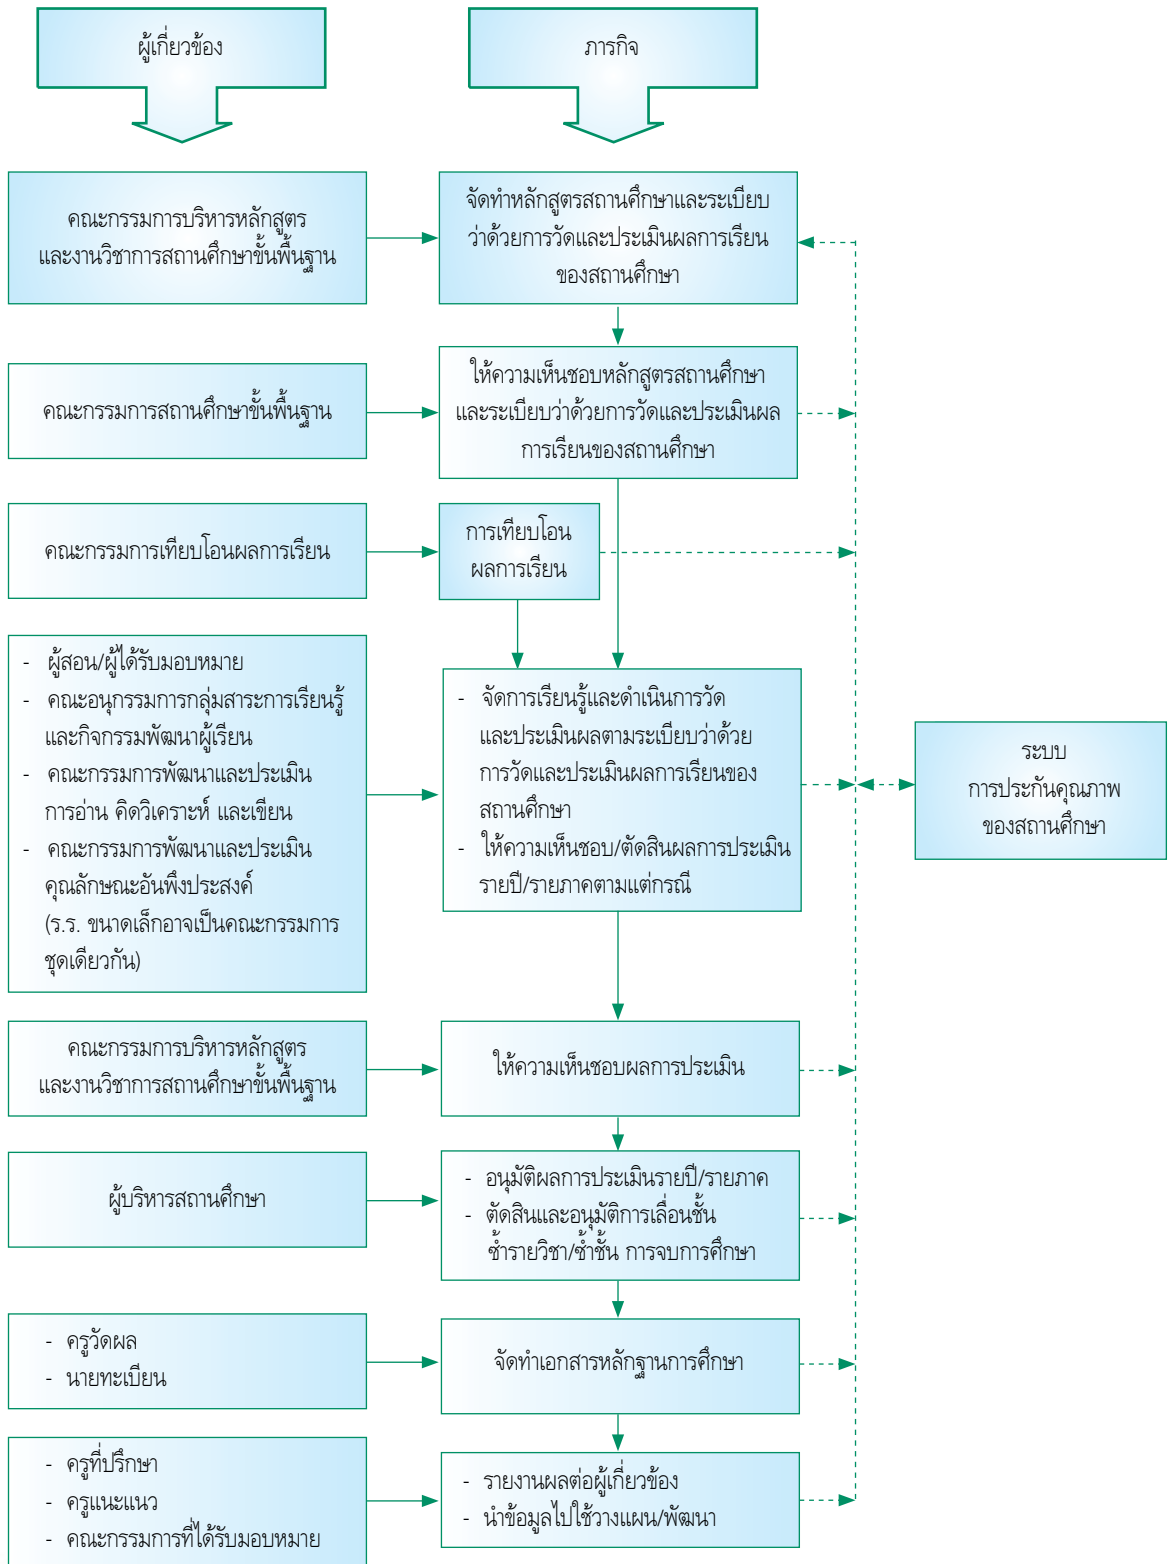 ผู้เกี่ยวข้อง
ภารกิจ
คณะกรรมการบริหารหลักสูตร
และงานวิชาการสถานศึกษาขั้นพื้นฐาน
จัดทำหลักสูตรสถานศึกษาและระเบียบ
ว่าด้วยการวัดและประเมินผลการเรียน
ของสถานศึกษา
คณะกรรมการสถานศึกษาขั้นพื้นฐาน
ให้ความเห็นชอบหลักสูตรสถานศึกษา
และระเบียบว่าด้วยการวัดและประเมินผล
การเรียนของสถานศึกษา
คณะกรรมการเทียบโอนผลการเรียน
การเทียบโอน
ผลการเรียน
- ผู้สอน/ผู้ได้รับมอบหมาย
- คณะอนุกรรมการกลุ่มสาระการเรียนรู้
และกิจกรรมพัฒนาผู้เรียน
- คณะกรรมการพัฒนาและประเมิน
การอ่าน คิดวิเคราะห์ และเขียน
- คณะกรรมการพัฒนาและประเมิน
คุณลักษณะอันพึงประสงค์
(ร.ร. ขนาดเล็กอาจเป็นคณะกรรมการ
ชุดเดียวกัน)
- จัดการเรียนรู้และดำเนินการวัด
และประเมินผลตามระเบียบว่าด้วย
การวัดและประเมินผลการเรียนของ
สถานศึกษา
- ให้ความเห็นชอบ/ตัดสินผลการประเมิน
รายปี/รายภาคตามแต่กรณี
ระบบ
การประกันคุณภาพ
ของสถานศึกษา
คณะกรรมการบริหารหลักสูตร
และงานวิชาการสถานศึกษาขั้นพื้นฐาน
ให้ความเห็นชอบผลการประเมิน
ผู้บริหารสถานศึกษา
- อนุมัติผลการประเมินรายปี/รายภาค
- ตัดสินและอนุมัติการเลื่อนชั้น
ซ้ำรายวิชา/ซ้ำชั้น การจบการศึกษา
- ครูวัดผล
- นายทะเบียน
จัดทำเอกสารหลักฐานการศึกษา
- ครูที่ปรึกษา
- ครูแนะแนว
- คณะกรรมการที่ได้รับมอบหมาย
- รายงานผลต่อผู้เกี่ยวข้อง
- นำข้อมูลไปใช้วางแผน/พัฒนา